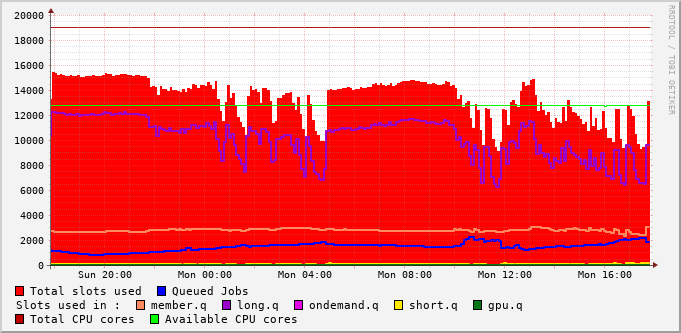 20000
18000
16000
14000
12000
10000
8000
6000
4000
2000
0
Sun 20:00 Mon 00:00 Mon 04:00 Mon 08:00 Mon 12:00 Mon 16:00
RRDTOOL / TOBI OETIKER
Total slots used Queued Jobs
Slots used in : member.q long.q ondemand.q short.q gpu.q
Total CPU cores Available CPU cores